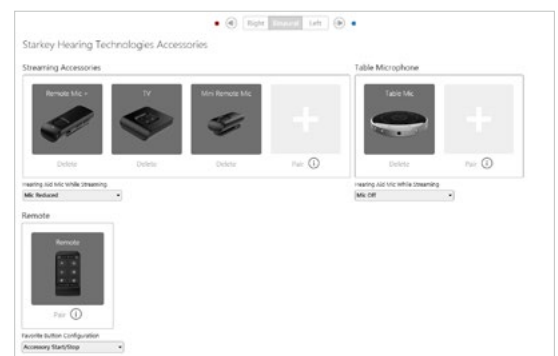 Right Binaural Left
Starkey Hearing Technologies Accessories
Streaming Accessories
Remote Mic +
TV
Mini Remote Mic
Delete
Delete
Delete
Pair
Hearing Aid Mic While Streaming
Mic Reduced
Table Microphone
Table Mic
Delete
Pair
Hearing Aid Mic While Streaming
Mic Off
Remote
Remote
Pair
Favorite Button Configuration
Accessory Start/Stop